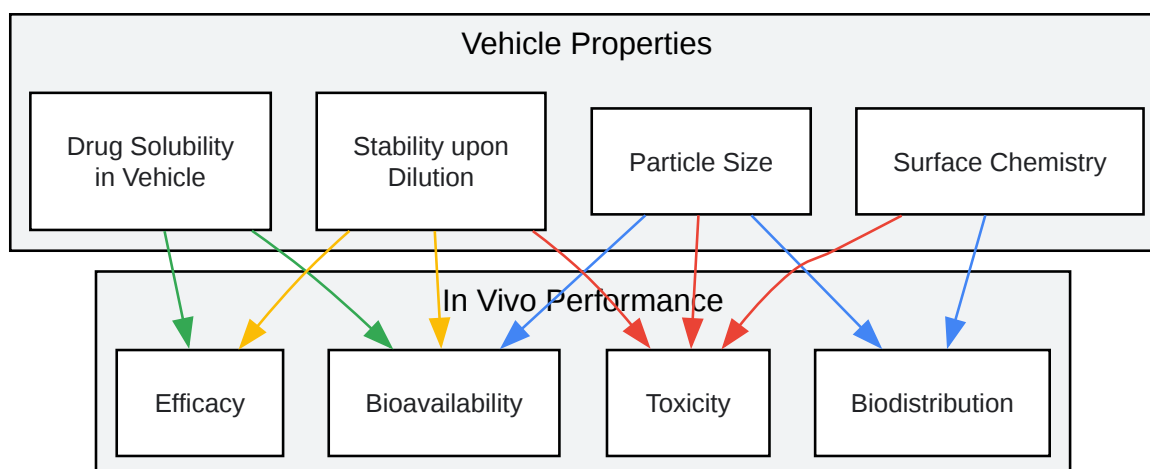 Vehicle Properties
Drug Solubility
in Vehicle
Stability upon
Dilution
Particle Size
Surface Chemistry
In Vivo Performance
Efficacy
Bioavailability
Toxicity
Biodistribution